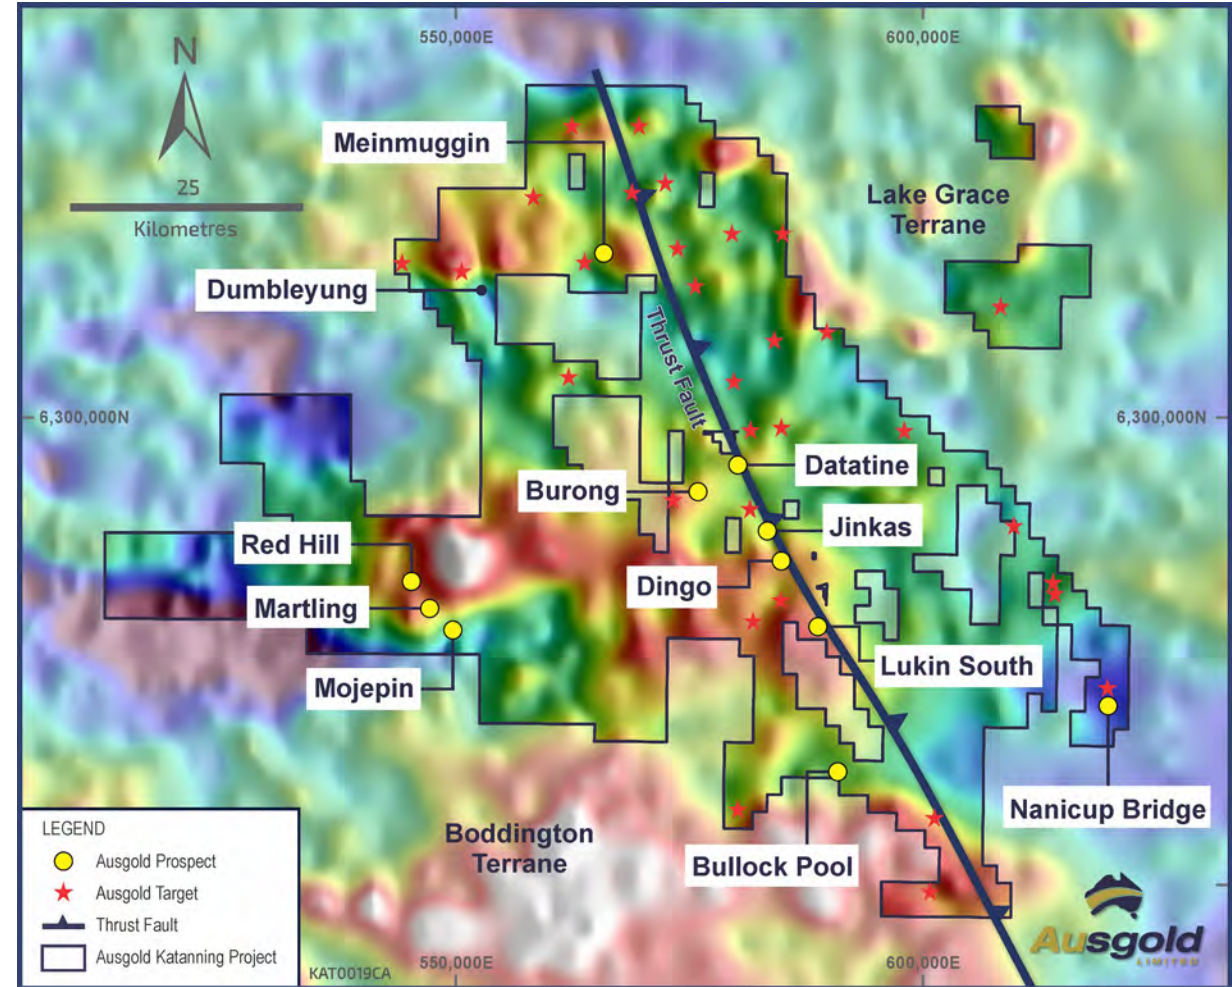 550,000E
600,000E
N
25
Kilometres
Meinmuggin
Lake Grace
Terrane
Dumbleyung
Thrust Fault
6,300,000N
6,300,000N
Datatine
Burong
Jinkas
Red Hill
Dingo
Martling
Lukin South
Mojepin
Nanicup Bridge
Boddington
Terrane
Bullock Pool
LEGEND
Ausgold Prospect
Ausgold Target
Thrust Fault
Ausgold Katanning Project
KAT0019CA
550,000E
600,000E
Ausgold
LIMITED